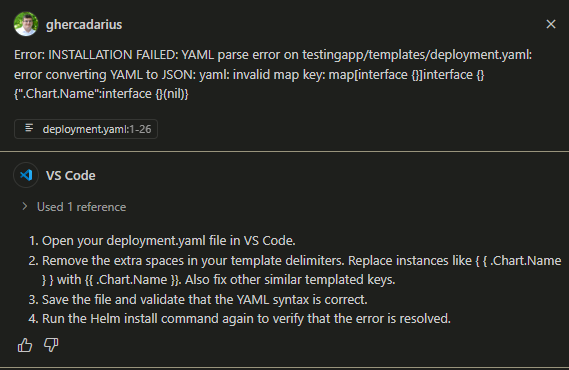 ghercadarius
Error: INSTALLATION FAILED: YAML parse error on testingapp/templates/deployment.yaml:
error converting YAML to JSON: yaml: invalid map key: map[interface {}]interface {}
{".Chart.Name":interface {}(nil)}
deployment.yaml:1-26
VS Code
Used 1 reference
1. Open your deployment.yaml file in VS Code.
2. Remove the extra spaces in your template delimiters. Replace instances like { { .Chart.Name
} } with {{ .Chart.Name }}. Also fix other similar templated keys.
3. Save the file and validate that the YAML syntax is correct.
4. Run the Helm install command again to verify that the error is resolved.